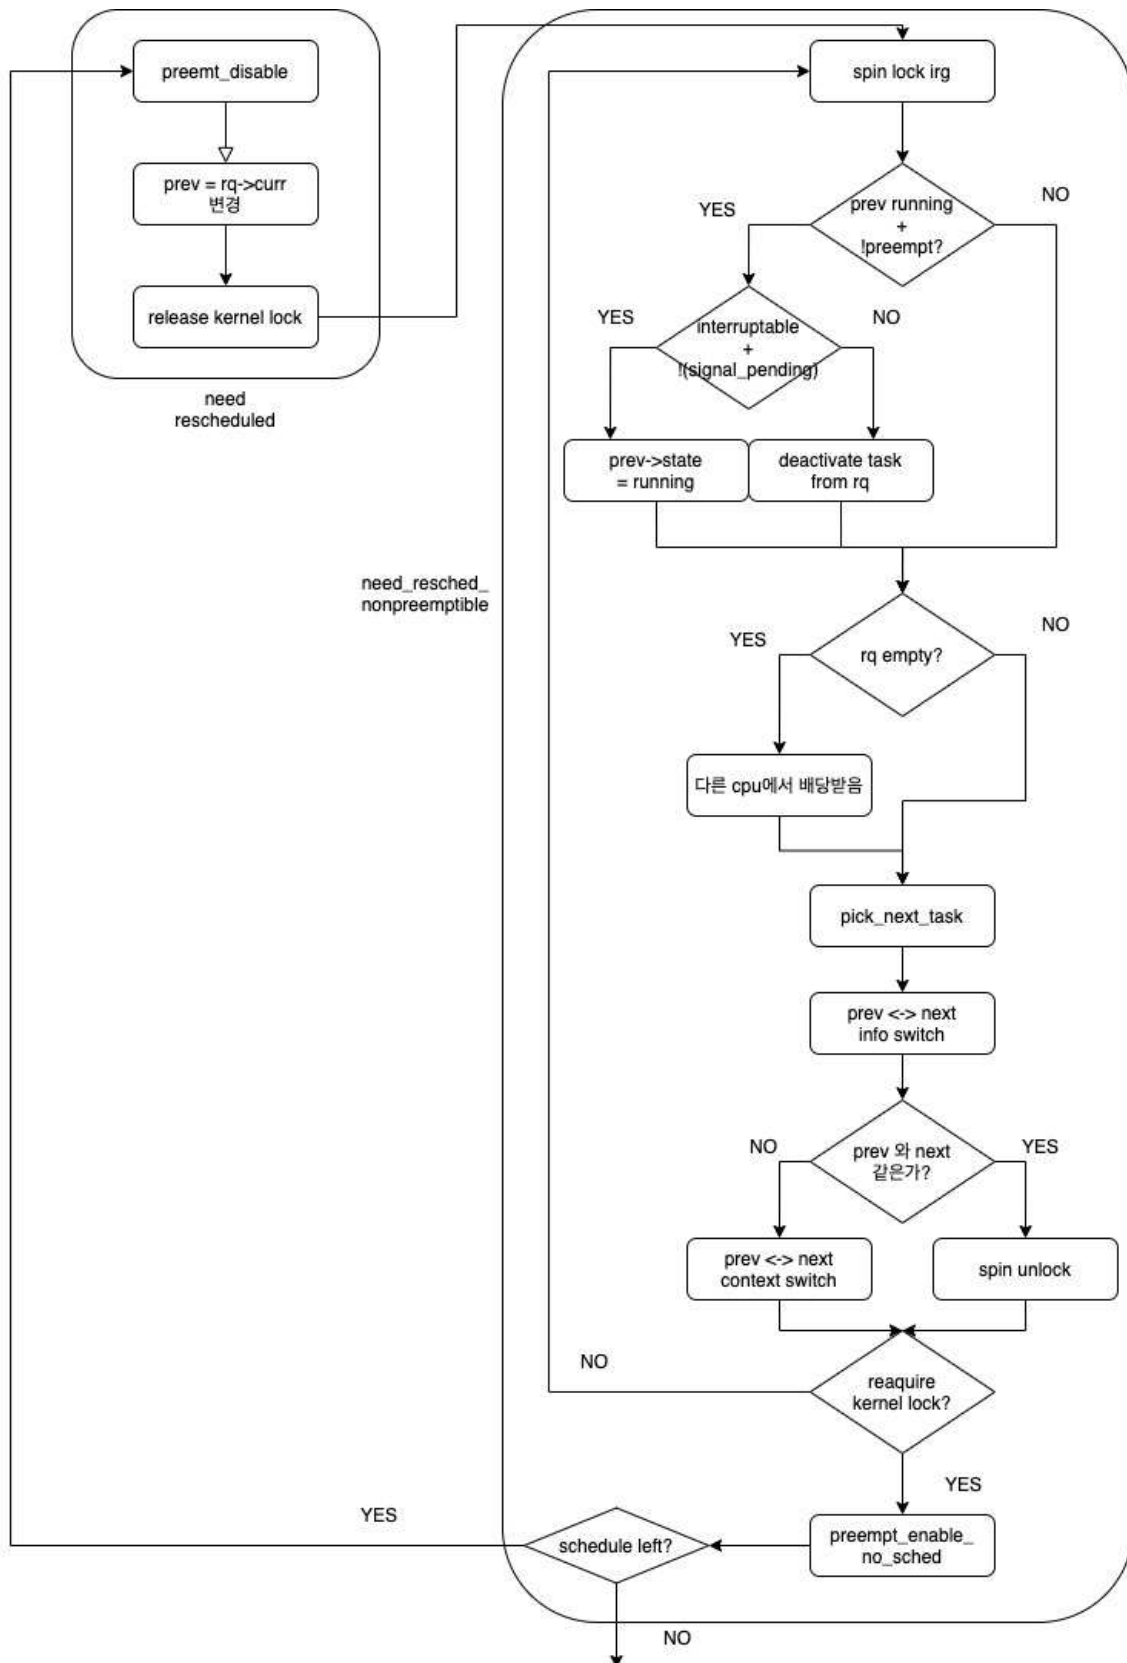 preemt_disable
prev = rq->curr
변경
release kernel lock
need
rescheduled
spin lock irg
prev running
+
!preempt?
YES
NO
interruptable
+
!(signal_pending)
YES
NO
prev->state
= running
deactivate task
from rq
need_resched_
nonpreemptible
rq empty?
YES
NO
다른 cpu에서 배당받음
pick_next_task
prev <-> next
info switch
prev 와 next
같은가?
NO
YES
prev <-> next
context switch
spin unlock
reaquire
kernel lock?
NO
YES
preempt_enable_
no_sched
schedule left?
YES
NO